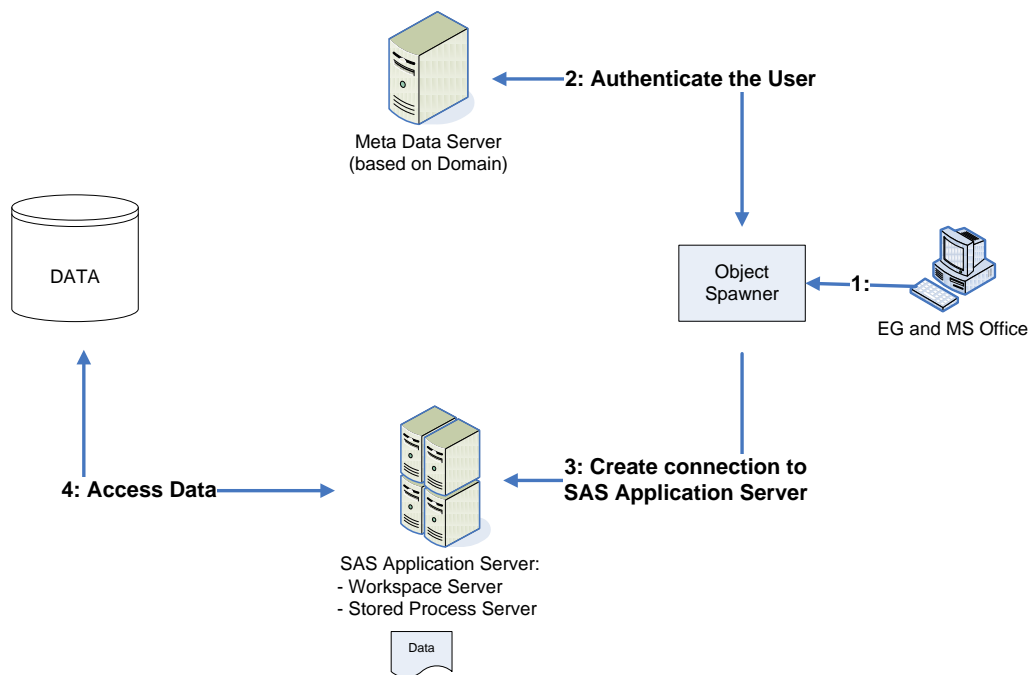 2: Authenticate the User
Meta Data Server
(based on Domain)
DATA
Object
Spawner
1:
EG and MS Office
3: Create connection to
SAS Application Server
4: Access Data
SAS Application Server:
- Workspace Server
- Stored Process Server
Data